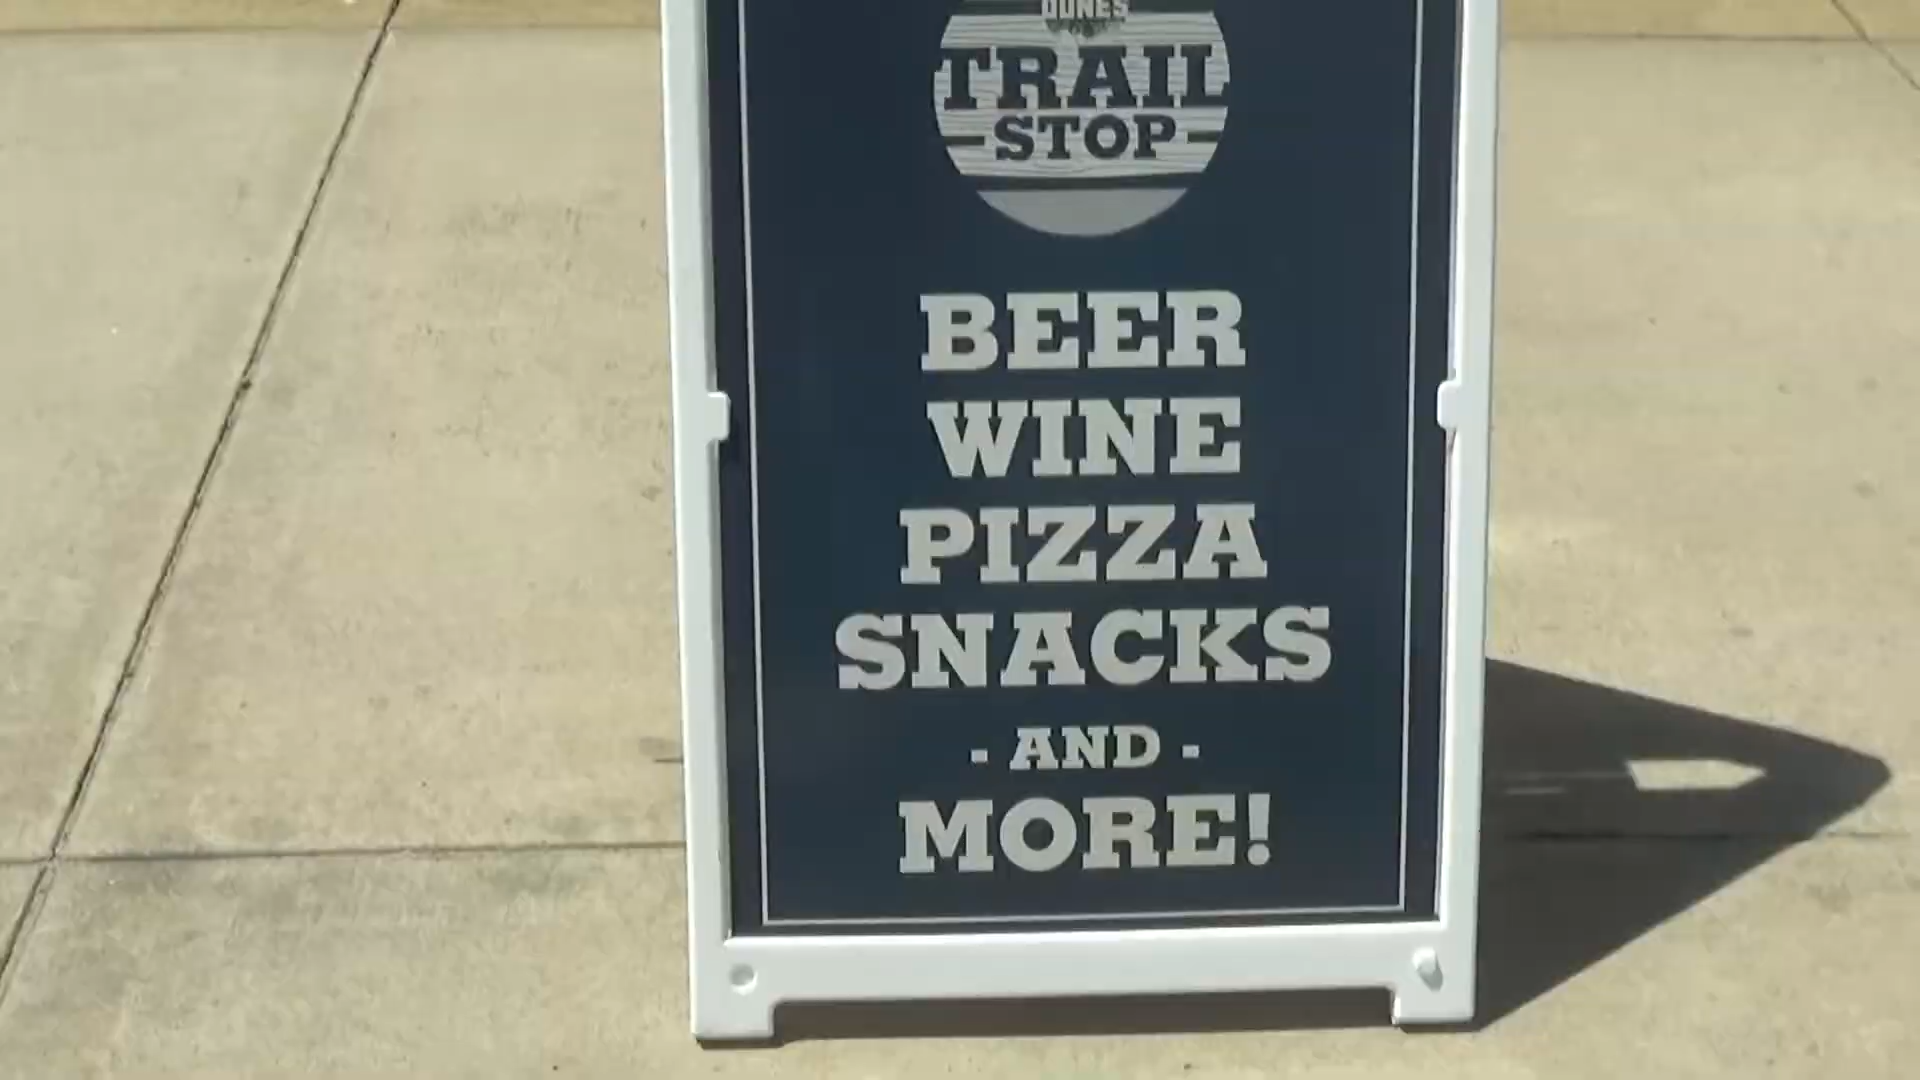 DUNES
TRAIL
STOP
BEER
WINE
PIZZA
SNACKS
- AND -
MORE!